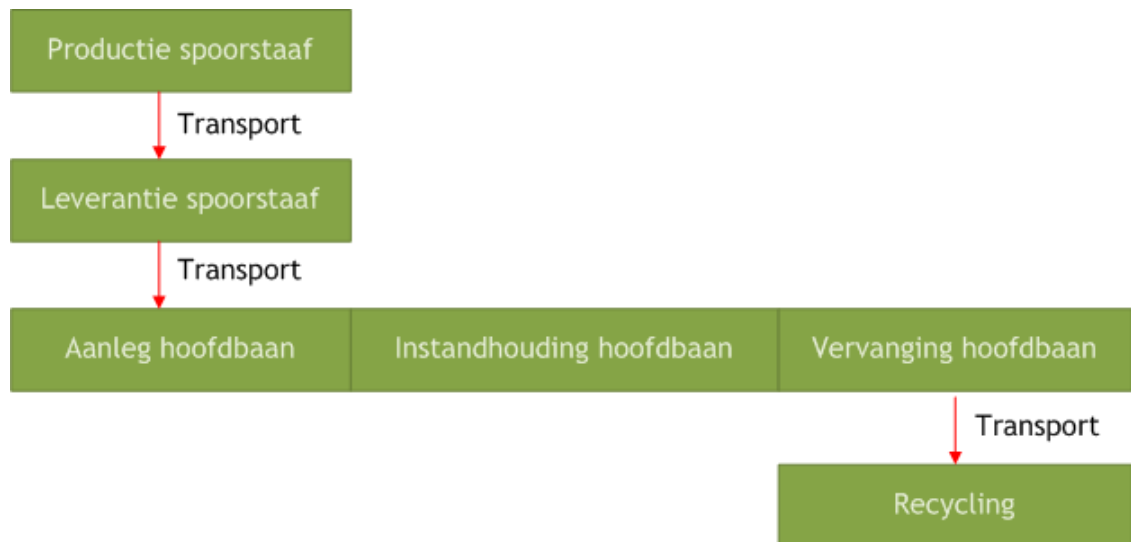 Productie spoorstaaf
Transport
Leverantie spoorstaaf
Transport
Aanleg hoofdbaan
Instandhouding hoofdbaan
Vervanging hoofdbaan
Transport
Recycling